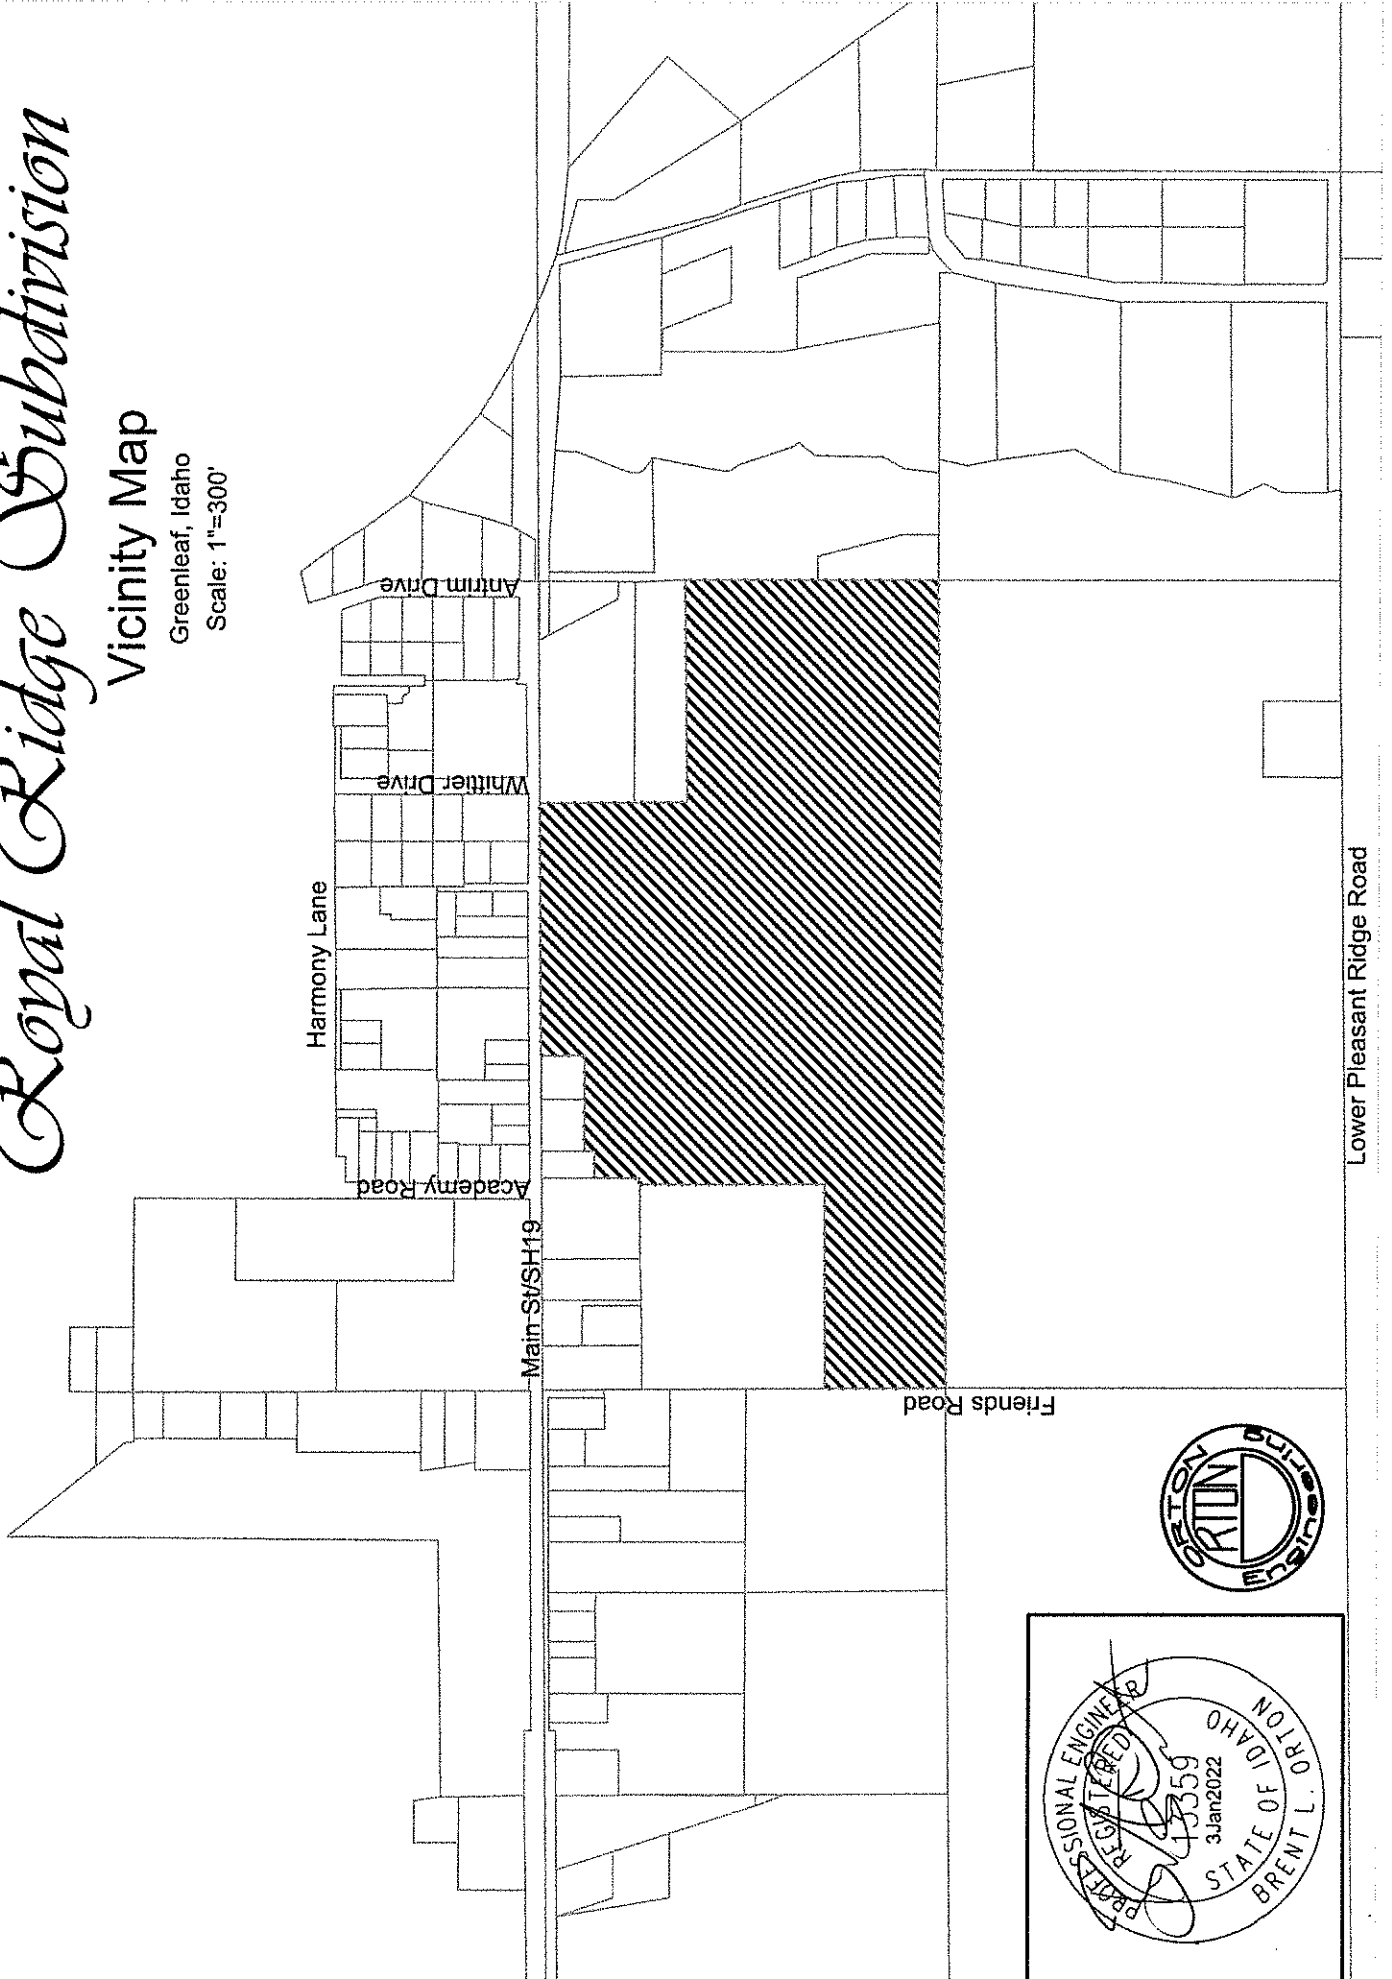 Royal Ridge Subdivision
Vicinity Map
Greenleaf, Idaho
Scale: 1"=300'
Harmony Lane
Antrim Drive
Whittier Drive
Academy Road
Main St/SH19
Friends Road
Lower Pleasant Ridge Road
ORTON
Engineering
PROFESSIONAL ENGINEER
REGISTERED
13359
3Jan2022
STATE OF IDAHO
BRENT L. ORTON